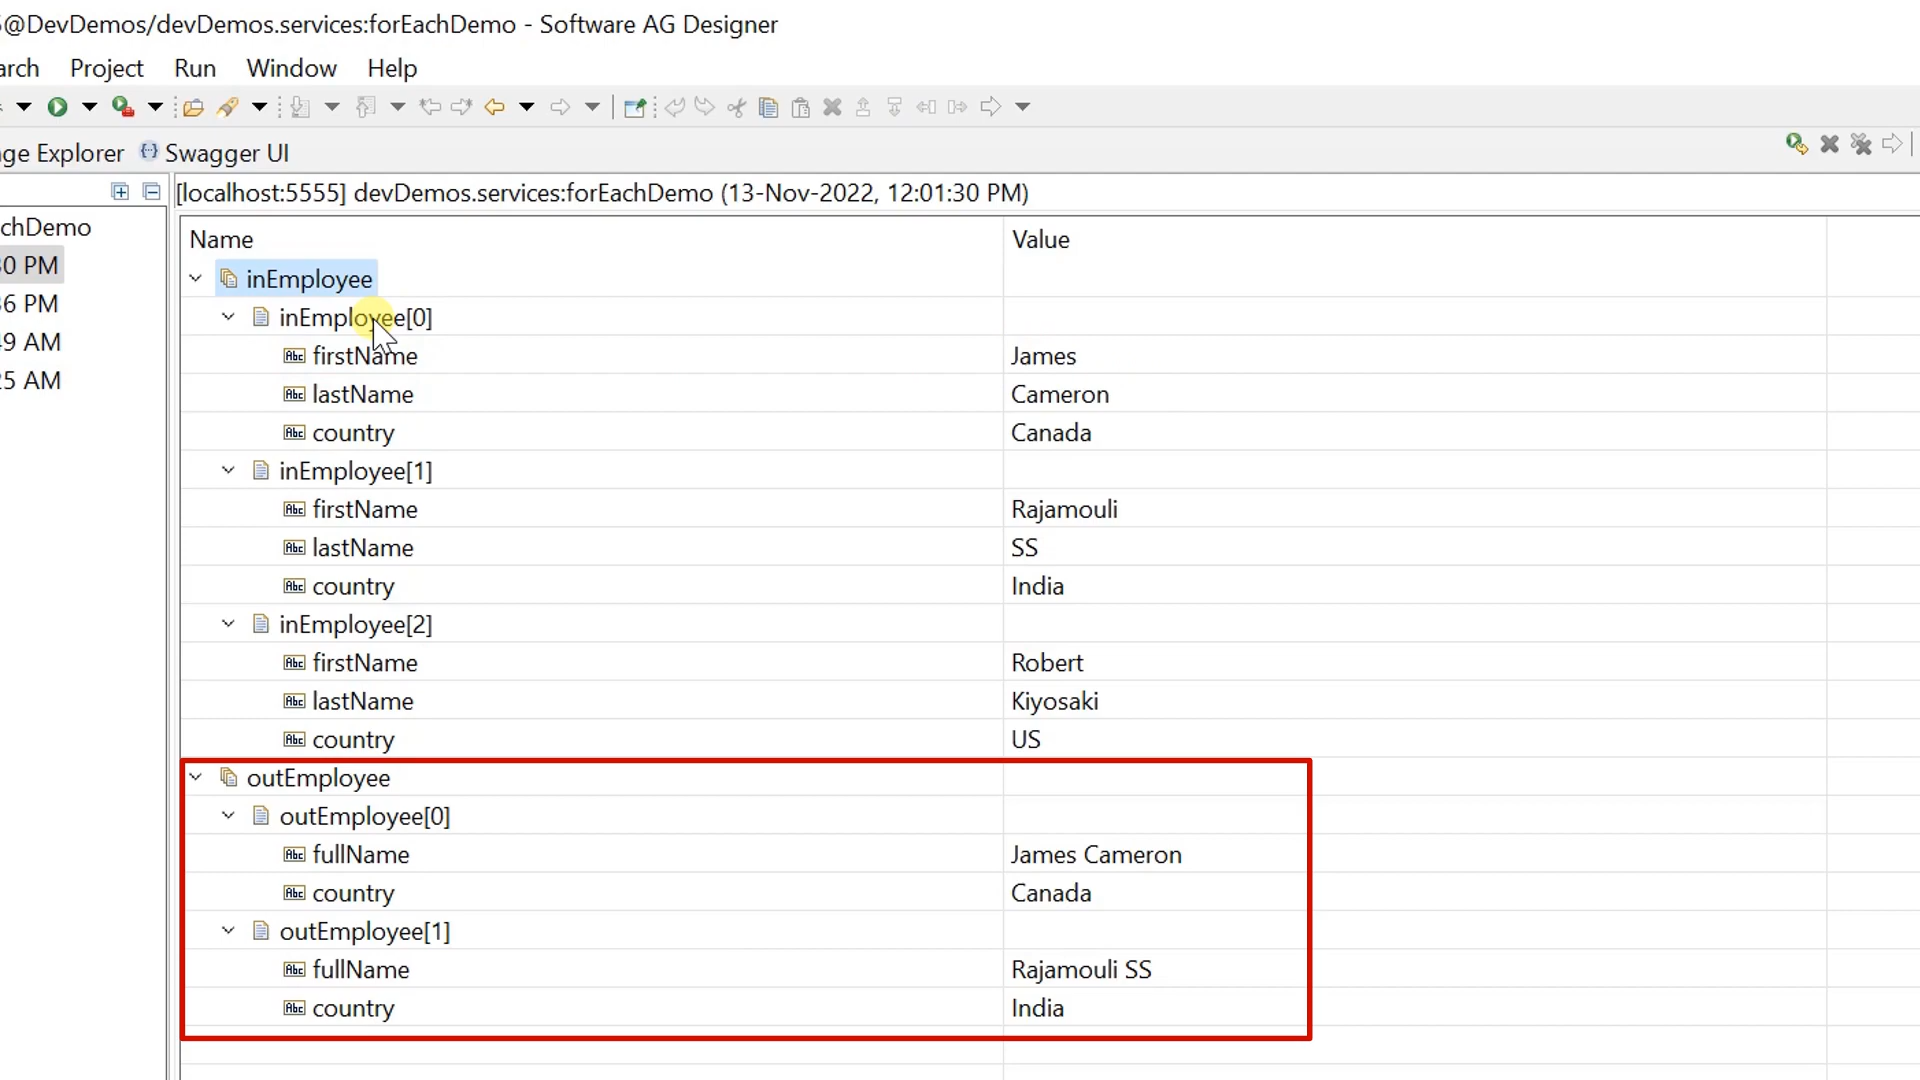 5@DevDemos/devDemos.services:forEachDemo - Software AG Designer
arch Project Run Window Help
ge Explorer Swagger UI
[localhost:5555] devDemos.services:forEachDemo (13-Nov-2022, 12:01:30 PM)
chDemo
30 PM
36 PM
49 AM
25 AM
Name Value
inEmployee
inEmployee[0]
firstName James
lastName Cameron
country Canada
inEmployee[1]
firstName Rajamouli
lastName SS
country India
inEmployee[2]
firstName Robert
lastName Kiyosaki
country US
outEmployee
outEmployee[0]
fullName James Cameron
country Canada
outEmployee[1]
fullName Rajamouli SS
country India